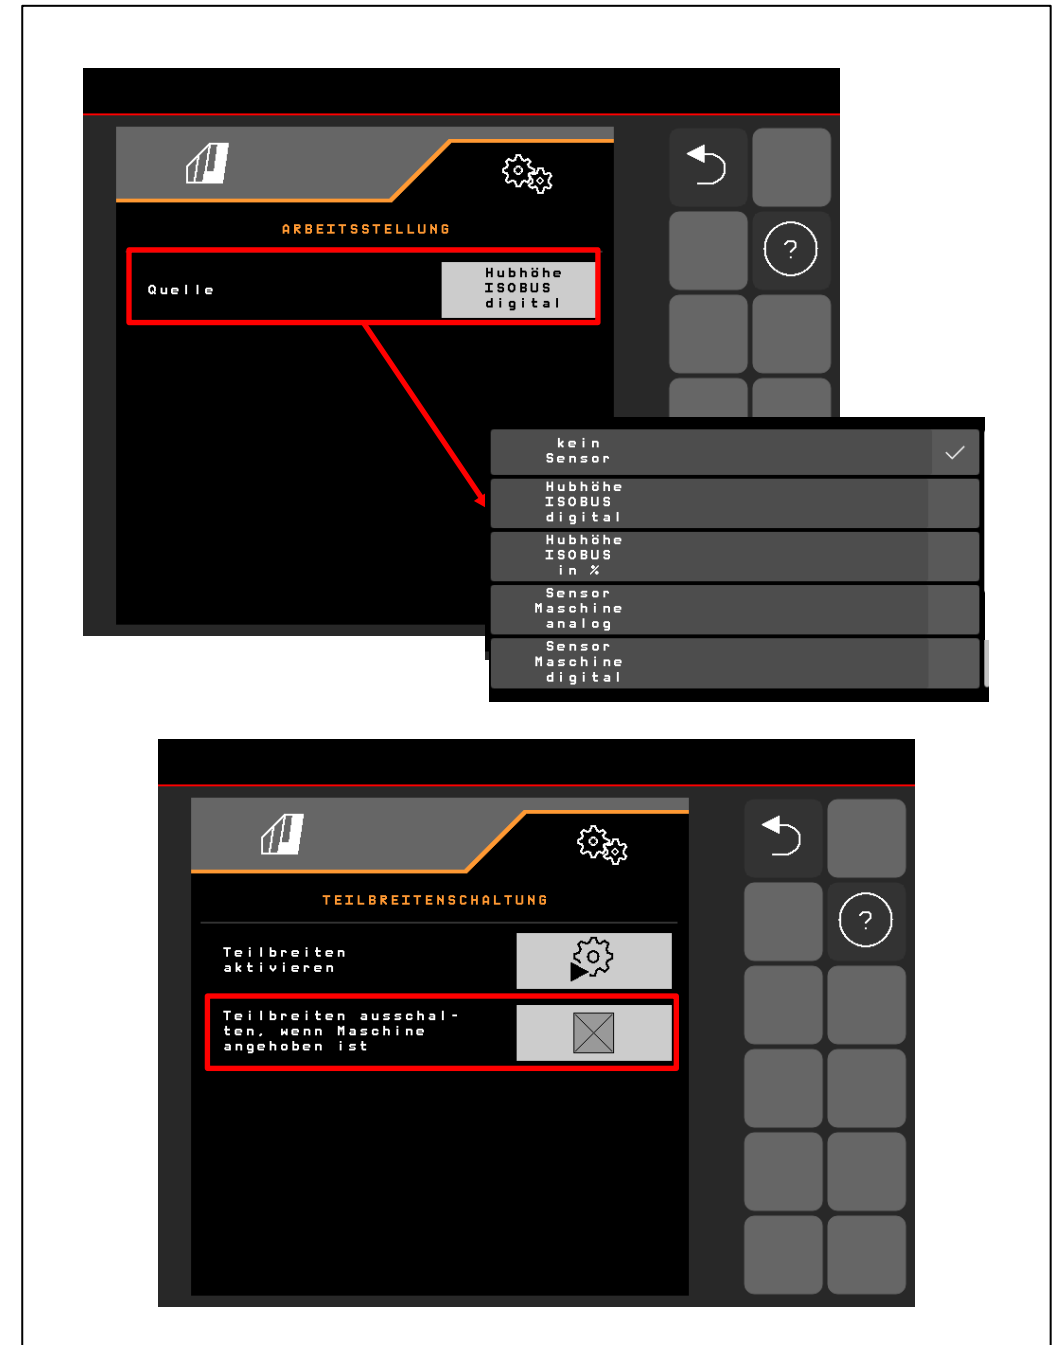 ARBEITSSTELLUNG
Quelle
Hubhöhe
ISOBUS
digital
?
kein
Sensor
Hubhöhe
ISOBUS
digital
Hubhöhe
ISOBUS
in %
Sensor
Maschine
analog
Sensor
Maschine
digital
TEILBREITENSCHALTUNG
?
Teilbreiten
aktivieren
Teilbreiten ausschal-
ten, wenn Maschine
angehoben ist